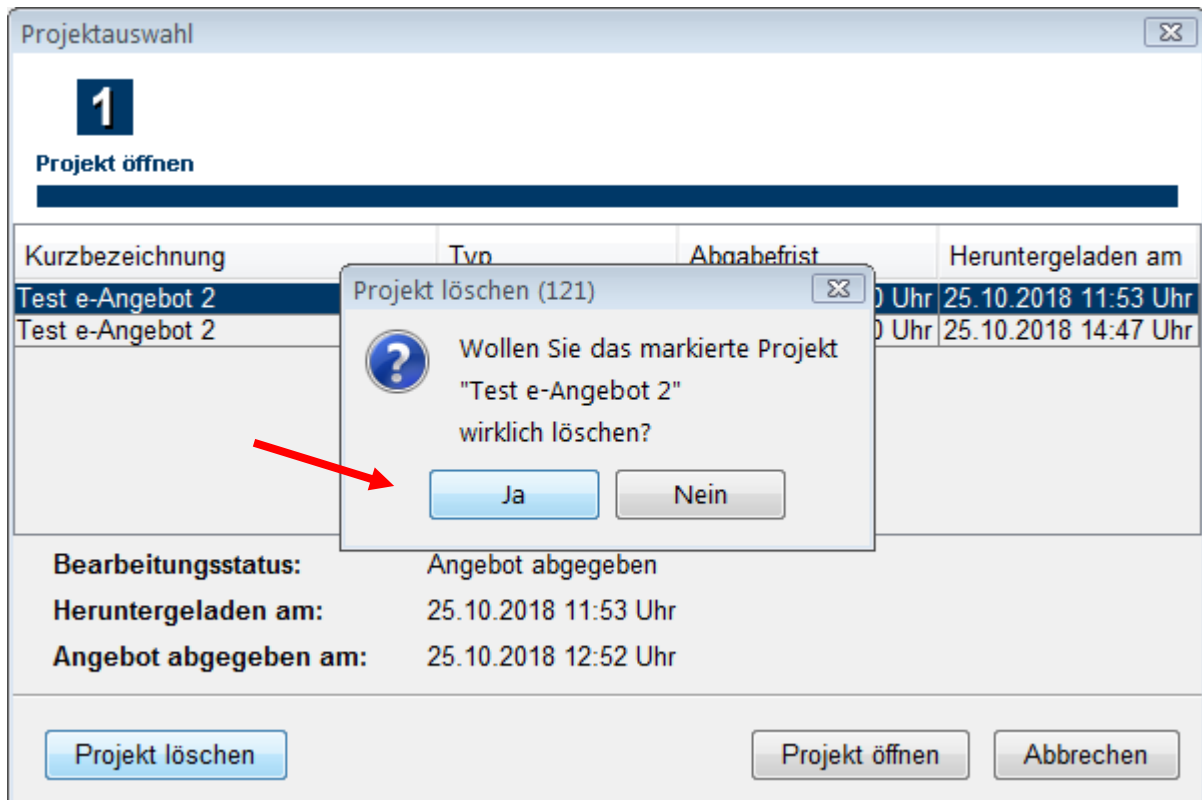 Projektauswahl
1
Projekt öffnen
Kurzbezeichnung Typ Abgabefrist Heruntergeladen am
Test e-Angebot 2 0 Uhr 25.10.2018 11:53 Uhr
Test e-Angebot 2 0 Uhr 25.10.2018 14:47 Uhr
Projekt löschen (121)
?
Wollen Sie das markierte Projekt
"Test e-Angebot 2"
wirklich löschen?
Ja Nein
Bearbeitungsstatus: Angebot abgegeben
Heruntergeladen am: 25.10.2018 11:53 Uhr
Angebot abgegeben am: 25.10.2018 12:52 Uhr
Projekt löschen Projekt öffnen Abbrechen